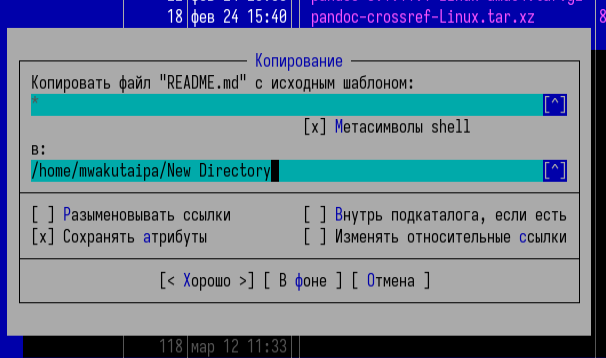 18 фев 24 15:40 pandoc-crossref-Linux.tar.xz 8
Копирование
Копировать файл "README.md" с исходным шаблоном:
* [^]
[x] Метасимволы shell
в:
/home/mwakutaipa/New Directory [^]
[ ] Разыменовывать ссылки [ ] Внутрь подкаталога, если есть
[x] Сохранять атрибуты [ ] Изменять относительные ссылки
[< Хорошо >] [ В фоне ] [ Отмена ]
118 мар 12 11:33